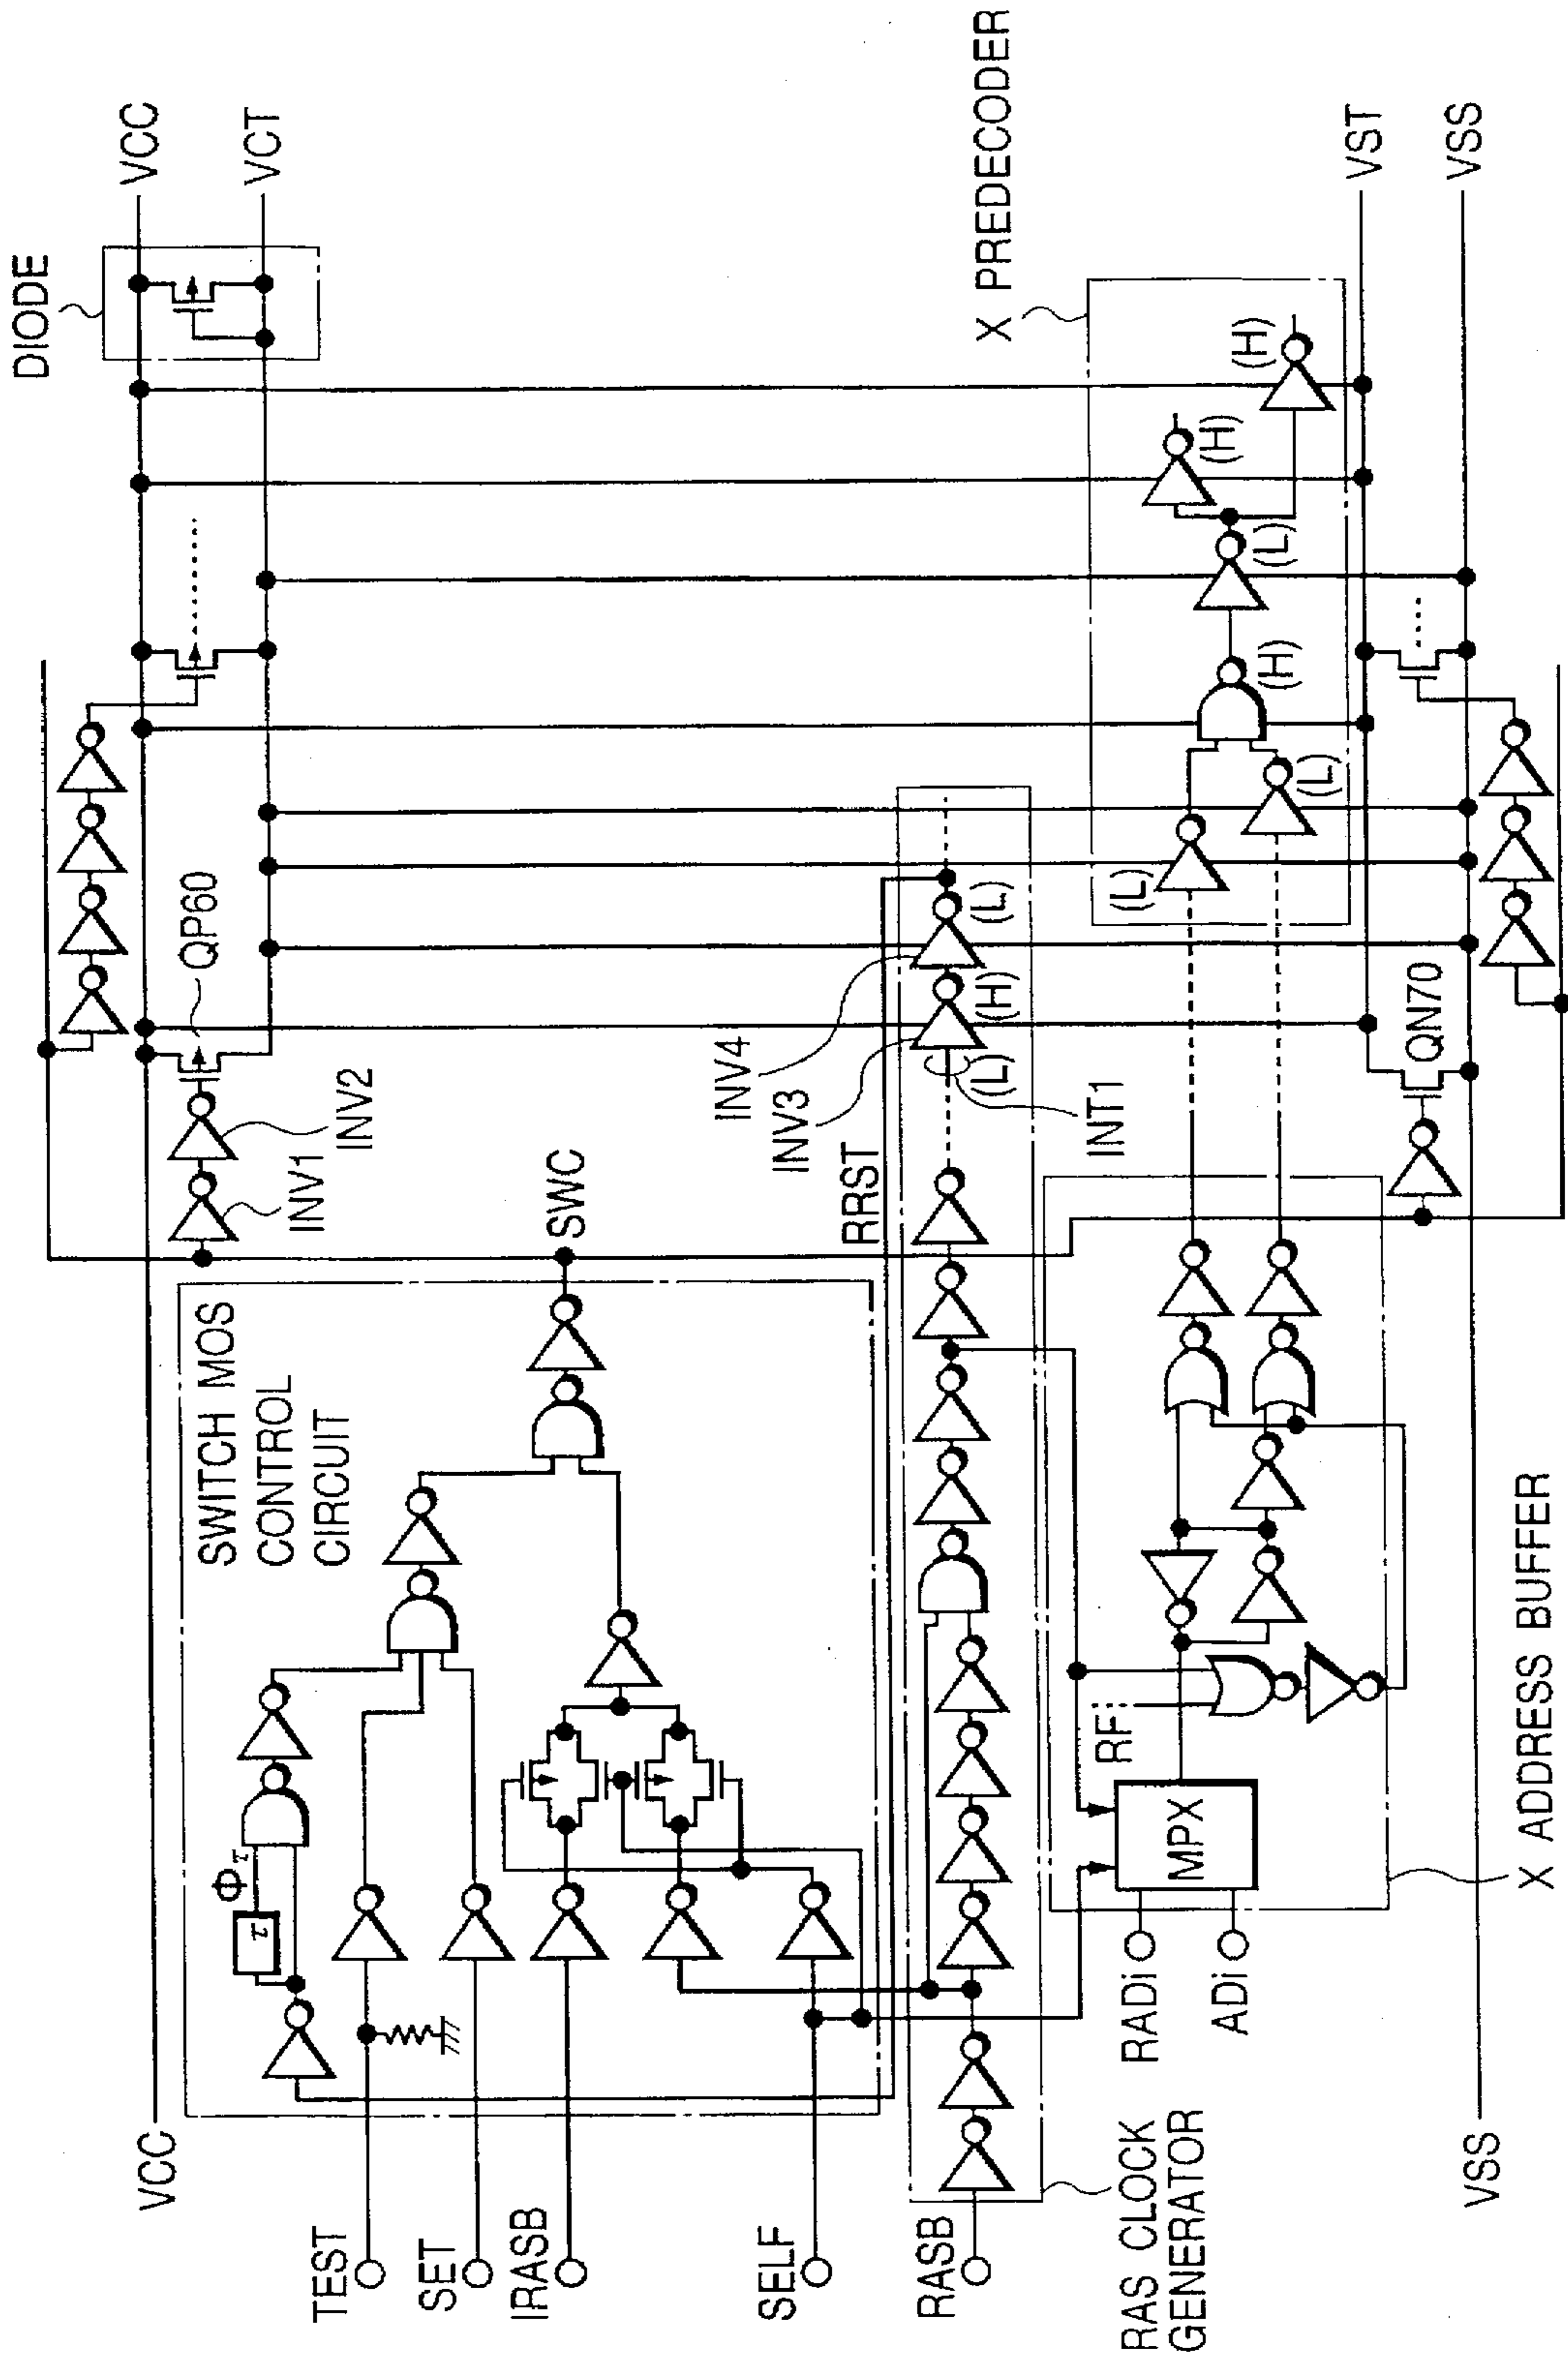 DIODE
VCC
VCT
X PREDECODER
VST
VSS
(H)
(H)
(L)
(H)
(L)
(L)
(L)
(H)
(L)
QP60
INV1
INV2
INV3
INV4
INT1
QN70
SWC
RRST
SWITCH MOS
CONTROL
CIRCUIT
Φτ
τ
VCC
TEST
SET
IRASB
SELF
RASB
RAS CLOCK
GENERATOR
RADi
ADi
MPX
RF
X ADDRESS BUFFER
VSS